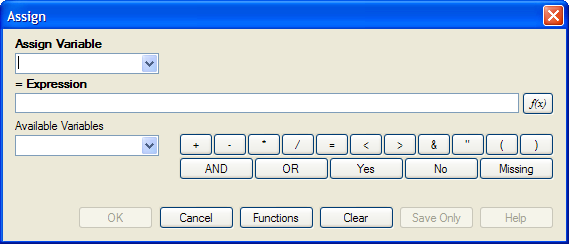 Assign
Assign Variable
= Expression
f(x)
Available Variables
+ - * / = < > & " ( )
AND OR Yes No Missing
OK Cancel Functions Clear Save Only Help